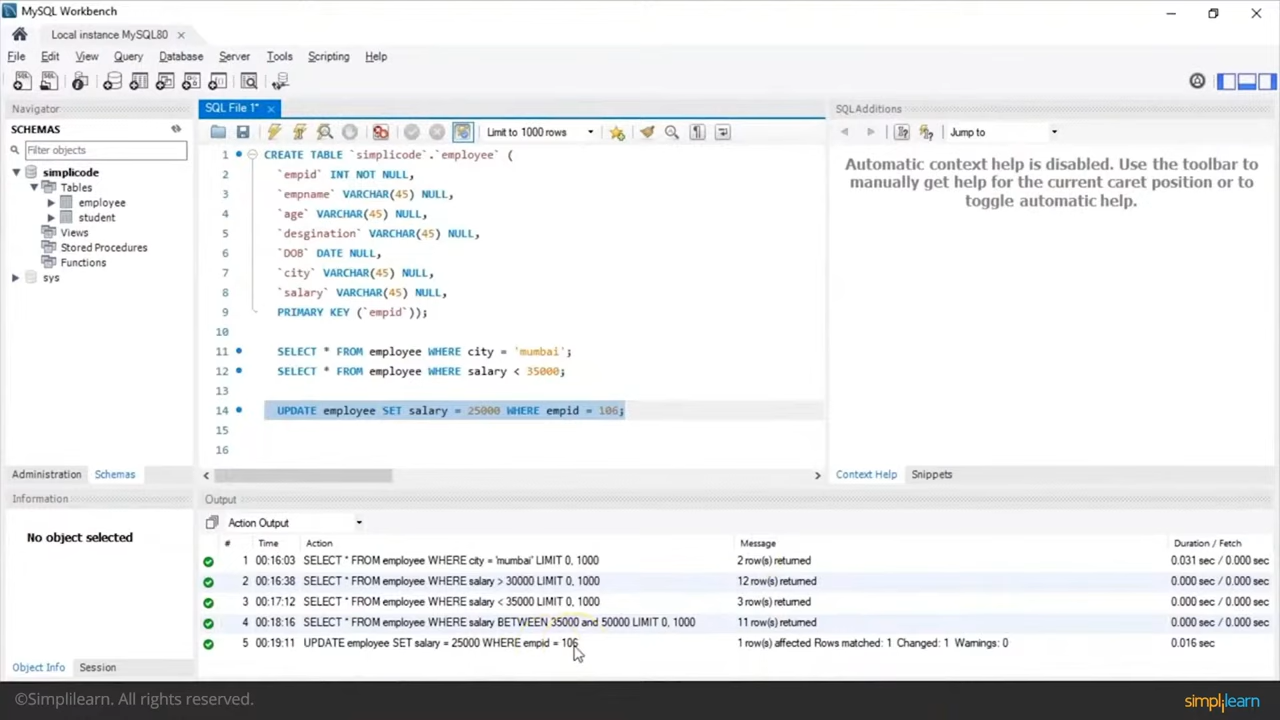 MySQL Workbench
Local instance MySQL80
File Edit View Query Database Server Tools Scripting Help
Navigator
SCHEMAS
Filter objects
simplicode
Tables
employee
student
Views
Stored Procedures
Functions
sys
Administration Schemas
Information
No object selected
Object Info Session
SQL File 1*
Limit to 1000 rows
1 CREATE TABLE `simplicode`.`employee` (
2 `empid` INT NOT NULL,
3 `empname` VARCHAR(45) NULL,
4 `age` VARCHAR(45) NULL,
5 `desgination` VARCHAR(45) NULL,
6 `DOB` DATE NULL,
7 `city` VARCHAR(45) NULL,
8 `salary` VARCHAR(45) NULL,
9 PRIMARY KEY (`empid`));
10
11 SELECT * FROM employee WHERE city = 'mumbai';
12 SELECT * FROM employee WHERE salary < 35000;
13
14 UPDATE employee SET salary = 25000 WHERE empid = 106;
15
16
SQLAdditions
Jump to
Automatic context help is disabled. Use the toolbar to
manually get help for the current caret position or to
toggle automatic help.
Context Help Snippets
Output
Action Output
# Time Action Message Duration / Fetch
1 00:16:03 SELECT * FROM employee WHERE city = 'mumbai' LIMIT 0, 1000 2 row(s) returned 0.031 sec / 0.000 sec
2 00:16:38 SELECT * FROM employee WHERE salary > 30000 LIMIT 0, 1000 12 row(s) returned 0.000 sec / 0.000 sec
3 00:17:12 SELECT * FROM employee WHERE salary < 35000 LIMIT 0, 1000 3 row(s) returned 0.000 sec / 0.000 sec
4 00:18:16 SELECT * FROM employee WHERE salary BETWEEN 35000 and 50000 LIMIT 0, 1000 11 row(s) returned 0.000 sec / 0.000 sec
5 00:19:11 UPDATE employee SET salary = 25000 WHERE empid = 106 1 row(s) affected Rows matched: 1 Changed: 1 Warnings: 0 0.016 sec
©Simplilearn. All rights reserved.
simplilearn